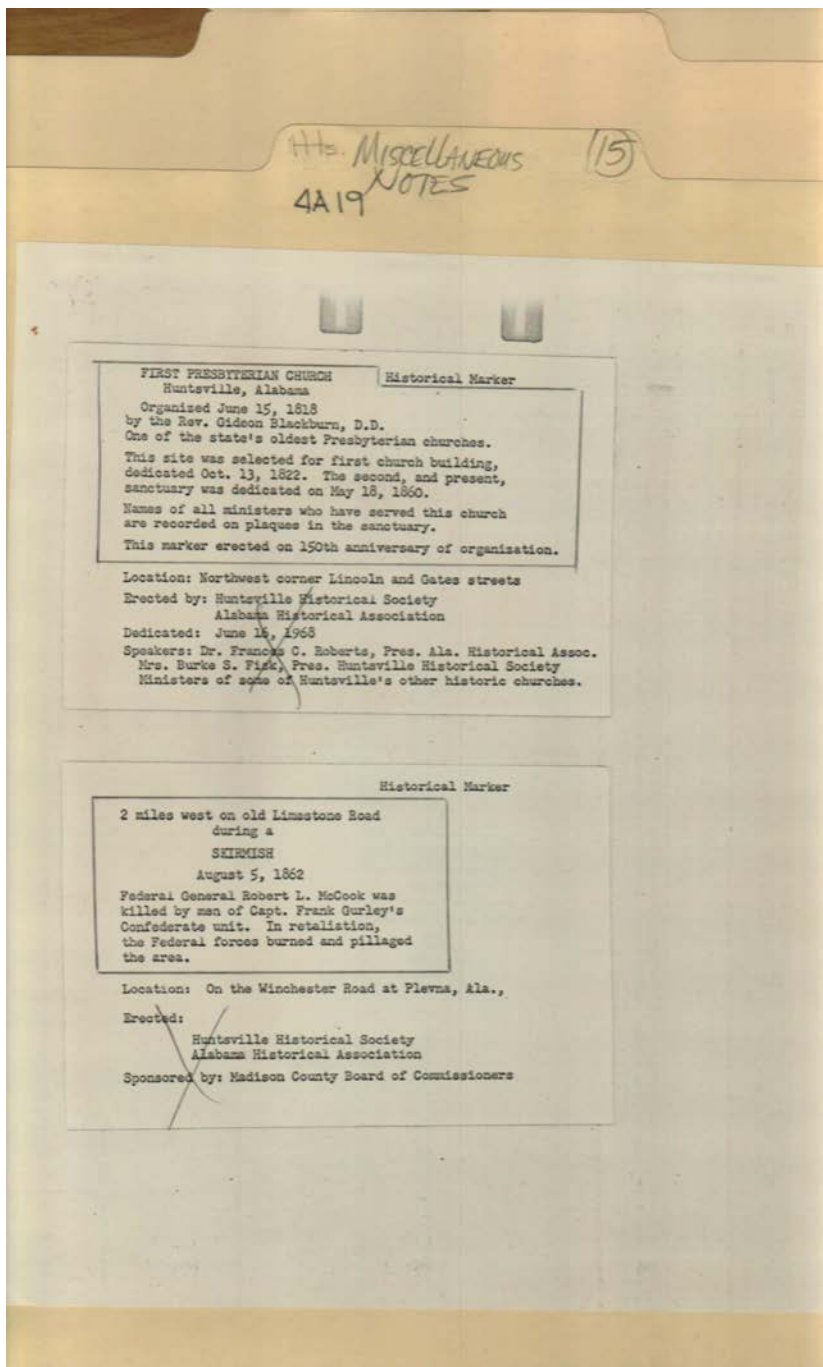 Hts. MISCELLANEOUS (15)
NOTES
4A19
FIRST PRESBYTERIAN CHURCH Historical Marker
Huntsville, Alabama
Organized June 15, 1818
by the Rev. Gideon Blackburn, D.D.
One of the state's oldest Presbyterian churches.
This site was selected for first church building,
dedicated Oct. 13, 1822. The second, and present,
sanctuary was dedicated on May 18, 1860.
Names of all ministers who have served this church
are recorded on plaques in the sanctuary.
This marker erected on 150th anniversary of organization.
Location: Northwest corner Lincoln and Gates streets
Erected by: Huntsville Historical Society
Alabama Historical Association
Dedicated: June 16, 1968
Speakers: Dr. Frances C. Roberts, Pres. Ala. Historical Assoc.
Mrs. Burke S. Fisk, Pres. Huntsville Historical Society
Ministers of some of Huntsville's other historic churches.
Historical Marker
2 miles west on old Limestone Road
during a
SKIRMISH
August 5, 1862
Federal General Robert L. McCook was
killed by men of Capt. Frank Gurley's
Confederate unit. In retaliation,
the Federal forces burned and pillaged
the area.
Location: On the Winchester Road at Plevna, Ala.,
Erected:
Huntsville Historical Society
Alabama Historical Association
Sponsored by: Madison County Board of Commissioners